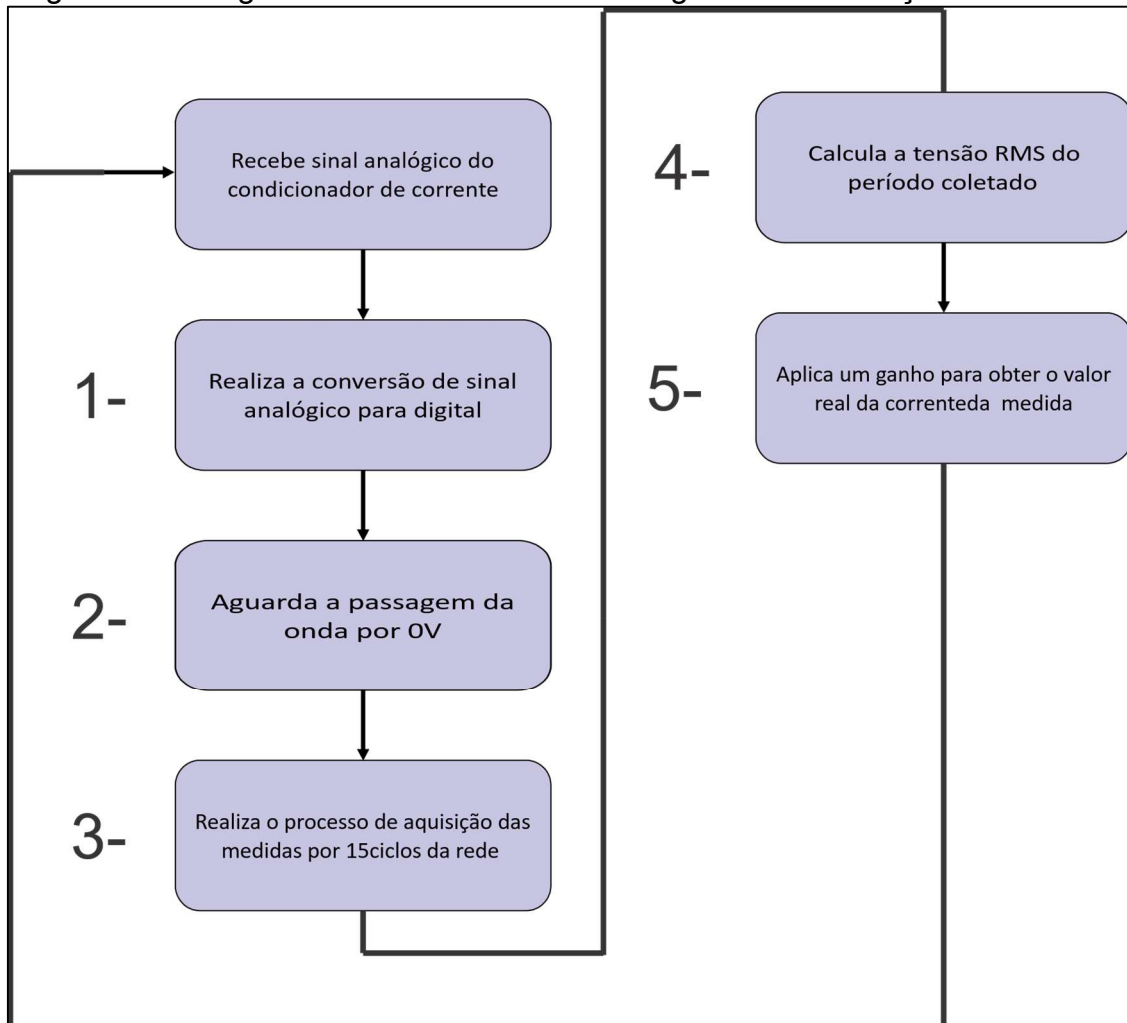 Recebe sinal analógico do
condicionador de corrente
1-
Realiza a conversão de sinal
analógico para digital
2-
Aguarda a passagem da
onda por 0V
3-
Realiza o processo de aquisição das
medidas por 15ciclos da rede
4-
Calcula a tensão RMS do
período coletado
5-
Aplica um ganho para obter o valor
real da correnteda medida